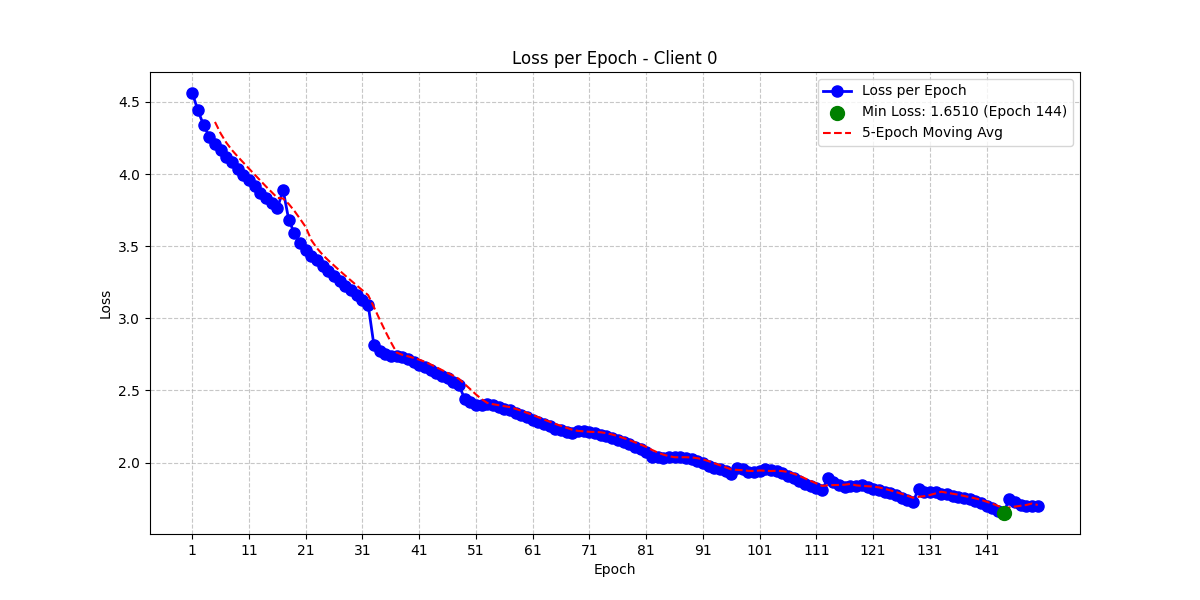 Loss per Epoch - Client 0
Loss per Epoch
Min Loss: 1.6510 (Epoch 144)
5-Epoch Moving Avg
4.5
4.0
3.5
3.0
2.5
2.0
Loss
1 11 21 31 41 51 61 71 81 91 101 111 121 131 141
Epoch